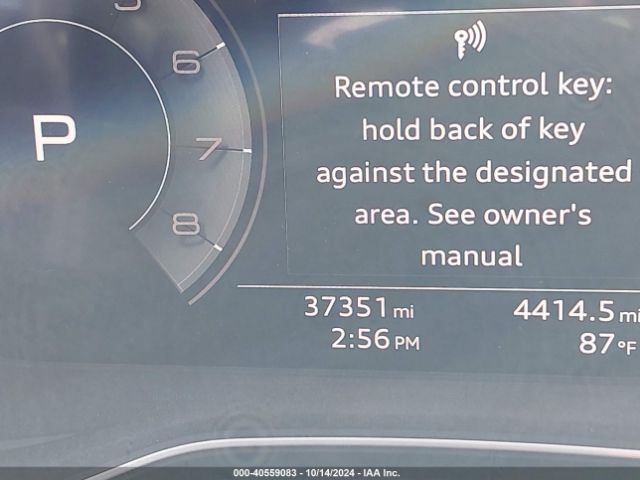 5
6
P
7
8
Remote control key:
hold back of key
against the designated
area. See owner's
manual
37351 mi
4414.5 mi
2:56 PM
87 °F
000-40559083 - 10/14/2024 - IAA Inc.